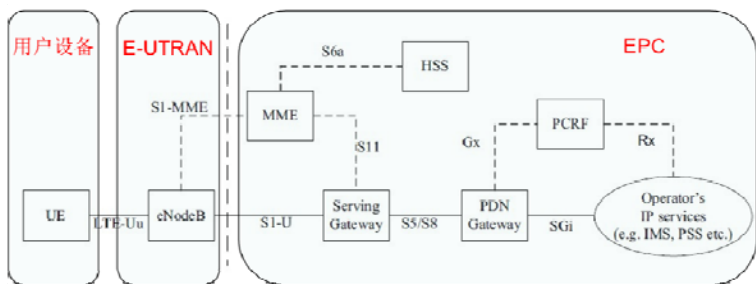 用户设备
E-UTRAN
EPC
S6a
HSS
S1-MME
MME
PCRF
S11
Gx
Rx
UE
LTE-Uu
eNodeB
S1-U
Serving
Gateway
S5/S8
PDN
Gateway
SGi
Operator's
IP services
(e.g. IMS, PSS etc.)